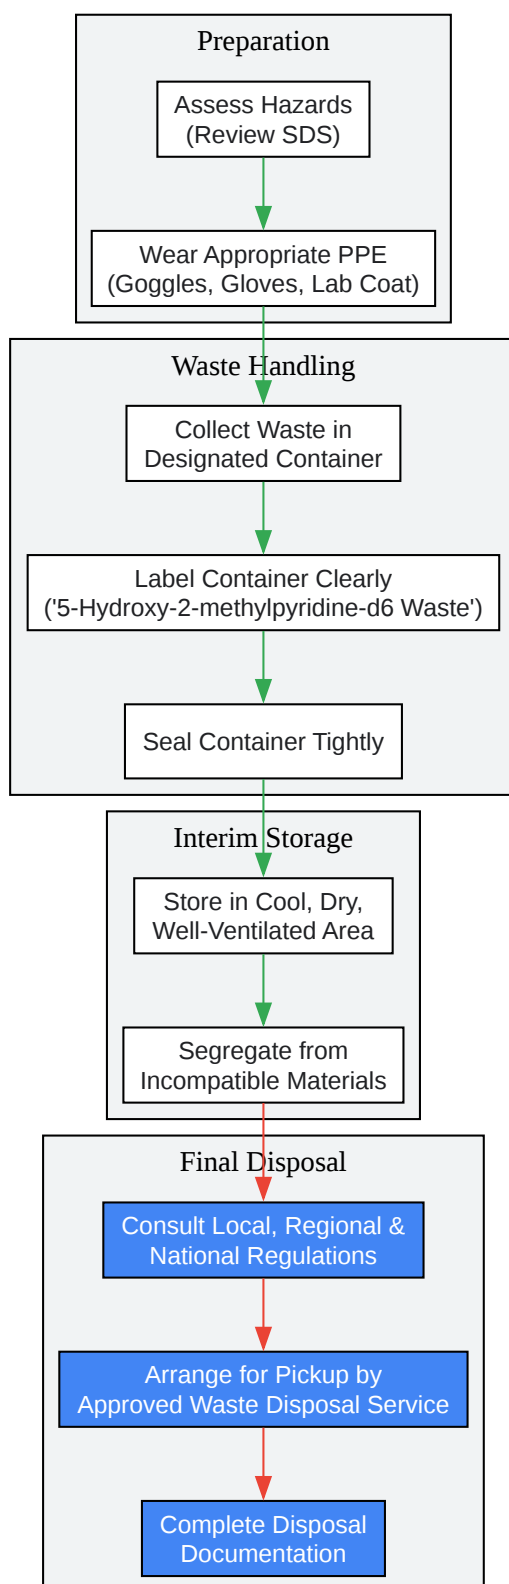 Preparation
Assess Hazards
(Review SDS)
Wear Appropriate PPE
(Goggles, Gloves, Lab Coat)
Waste Handling
Collect Waste in
Designated Container
Label Container Clearly
('5-Hydroxy-2-methylpyridine-d6 Waste')
Seal Container Tightly
Interim Storage
Store in Cool, Dry,
Well-Ventilated Area
Segregate from
Incompatible Materials
Final Disposal
Consult Local, Regional &
National Regulations
Arrange for Pickup by
Approved Waste Disposal Service
Complete Disposal
Documentation